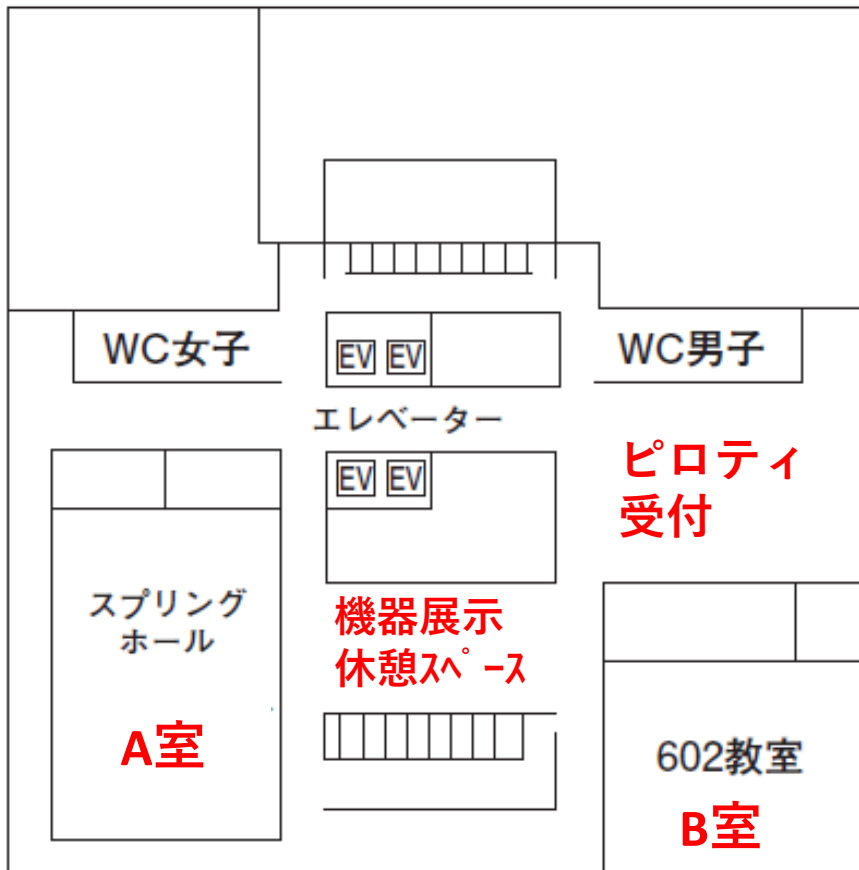 WC女子
EV EV
WC男子
エレベーター
EV EV
ピロティ
受付
スプリング
ホール
機器展示
休憩ｽﾍﾟｰｽ
A室
602教室
B室